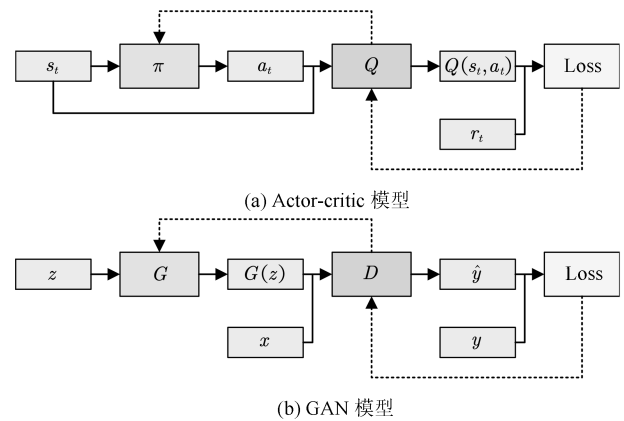 s_t π a_t Q Q(s_t, a_t) Loss
r_t
(a) Actor-critic 模型
z G G(z) D ŷ Loss
x y
(b) GAN 模型